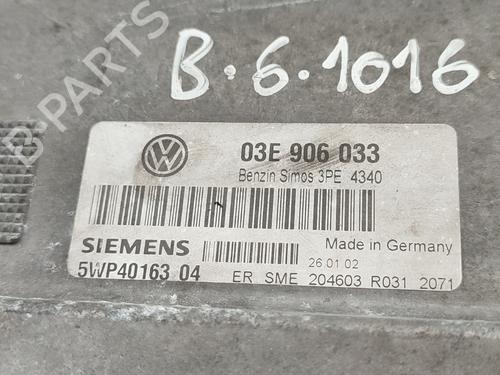 B.6.1016
B-PARTS
03E 906 033
Benzin Simos 3PE 4340
SIEMENS
Made in Germany
26.01.02
5WP40163 04
ER SME 204603 R031 2071